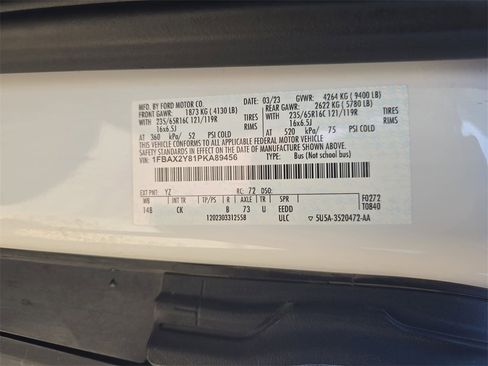 MFD. BY FORD MOTOR CO. 03/23 GVWR: 4264 KG ( 9400 LB)
FRONT GAWR: 1873 KG ( 4130 LB) REAR GAWR: 2622 KG ( 5780 LB)
235/65R16C 121/119R TIRES 235/65R16C 121/119R TIRES
16x6.5J RIMS 16x6.5J RIMS
AT 360 kPa/ 52 PSI COLD AT 520 kPa/ 75 PSI COLD
THIS VEHICLE CONFORMS TO ALL APPLICABLE FEDERAL MOTOR VEHICLE
SAFETY STANDARDS IN EFFECT ON THE DATE OF MANUFACTURE SHOWN ABOVE.
VIN: 1FBAX2Y81PKA89456 TYPE: Bus (Not School Bus)
EXT PNT: YZ RC: 72 DSO:
WB INT TR TP/PS R AXLE TR SPR F0272
148 CK B 73 U EEDD T0840
1202303312558 ULC ▽ 5U5A-3520472-AA